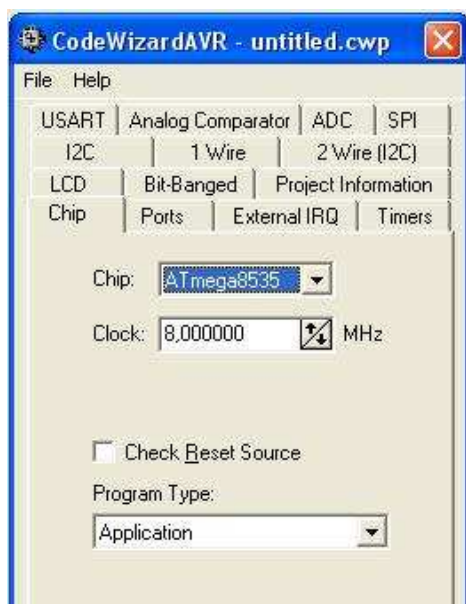 CodeWizardAVR - untitled.cwp
File Help
USART Analog Comparator ADC SPI
I2C 1 Wire 2 Wire (I2C)
LCD Bit-Banged Project Information
Chip Ports External IRQ Timers
Chip: ATmega8535
Clock: 8,000000 MHz
Check Reset Source
Program Type:
Application